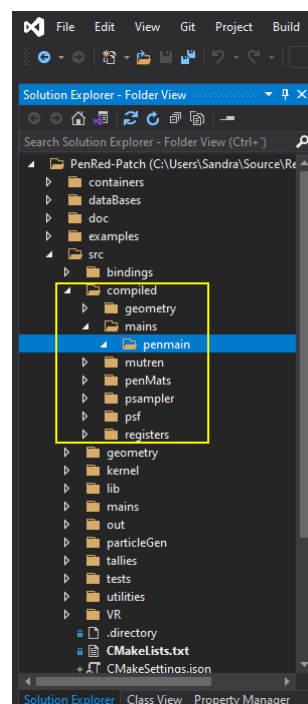 File Edit View Git Project Build
Solution Explorer - Folder View
Search Solution Explorer - Folder View (Ctrl+¨)
PenRed-Patch (C:\Users\Sandra\Source\Re
containers
dataBases
doc
examples
src
bindings
compiled
geometry
mains
penmain
mutren
penMats
psampler
psf
registers
geometry
kernel
lib
mains
out
particleGen
tallies
tests
utilities
VR
.directory
CMakeLists.txt
CMakeSettings.json
Solution Explorer Class View Property Manager